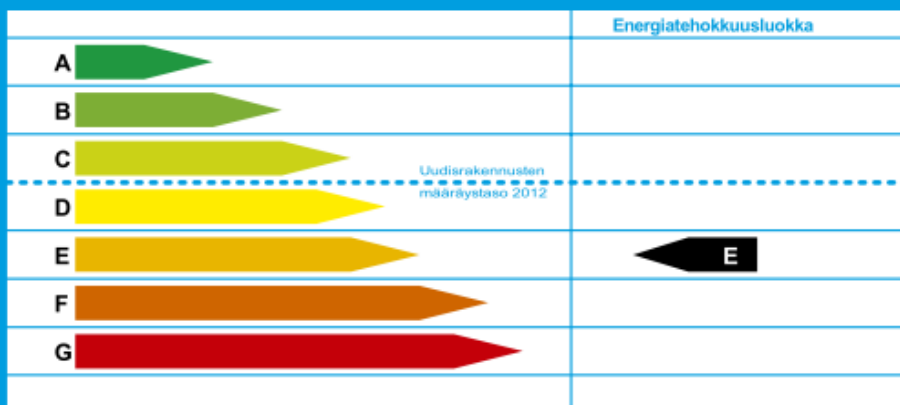 Energiatehokkuusluokka
A
B
C
Uudisrakennusten
määräystaso 2012
D
E
E
F
G